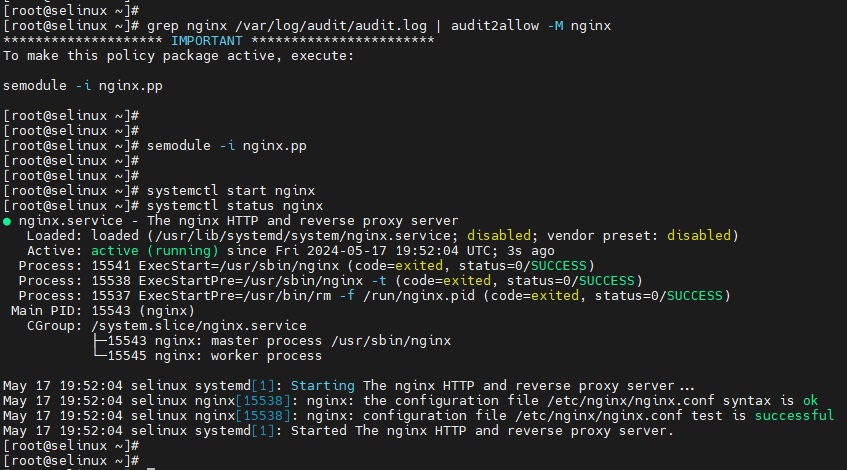 [root@selinux ~]#
[root@selinux ~]# grep nginx /var/log/audit/audit.log | audit2allow -M nginx
******************** IMPORTANT ***********************
To make this policy package active, execute:

semodule -i nginx.pp

[root@selinux ~]#
[root@selinux ~]#
[root@selinux ~]# semodule -i nginx.pp
[root@selinux ~]#
[root@selinux ~]#
[root@selinux ~]# systemctl start nginx
[root@selinux ~]# systemctl status nginx
● nginx.service - The nginx HTTP and reverse proxy server
   Loaded: loaded (/usr/lib/systemd/system/nginx.service; disabled; vendor preset: disabled)
   Active: active (running) since Fri 2024-05-17 19:52:04 UTC; 3s ago
  Process: 15541 ExecStart=/usr/sbin/nginx (code=exited, status=0/SUCCESS)
  Process: 15538 ExecStartPre=/usr/sbin/nginx -t (code=exited, status=0/SUCCESS)
  Process: 15537 ExecStartPre=/usr/bin/rm -f /run/nginx.pid (code=exited, status=0/SUCCESS)
 Main PID: 15543 (nginx)
   CGroup: /system.slice/nginx.service
           ├─15543 nginx: master process /usr/sbin/nginx
           └─15545 nginx: worker process

May 17 19:52:04 selinux systemd[1]: Starting The nginx HTTP and reverse proxy server...
May 17 19:52:04 selinux nginx[15538]: nginx: the configuration file /etc/nginx/nginx.conf syntax is ok
May 17 19:52:04 selinux nginx[15538]: nginx: configuration file /etc/nginx/nginx.conf test is successful
May 17 19:52:04 selinux systemd[1]: Started The nginx HTTP and reverse proxy server.
[root@selinux ~]#
[root@selinux ~]#